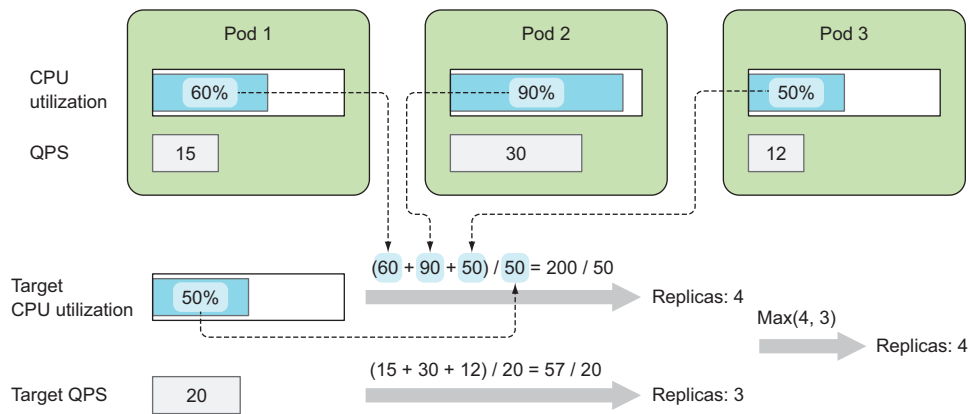 Pod 1
Pod 2
Pod 3
CPU
utilization
60%
90%
50%
QPS
15
30
12
(60 + 90 + 50) / 50 = 200 / 50
Target
CPU utilization
50%
Replicas: 4
Max(4, 3)
Replicas: 4
(15 + 30 + 12) / 20 = 57 / 20
Target QPS
20
Replicas: 3